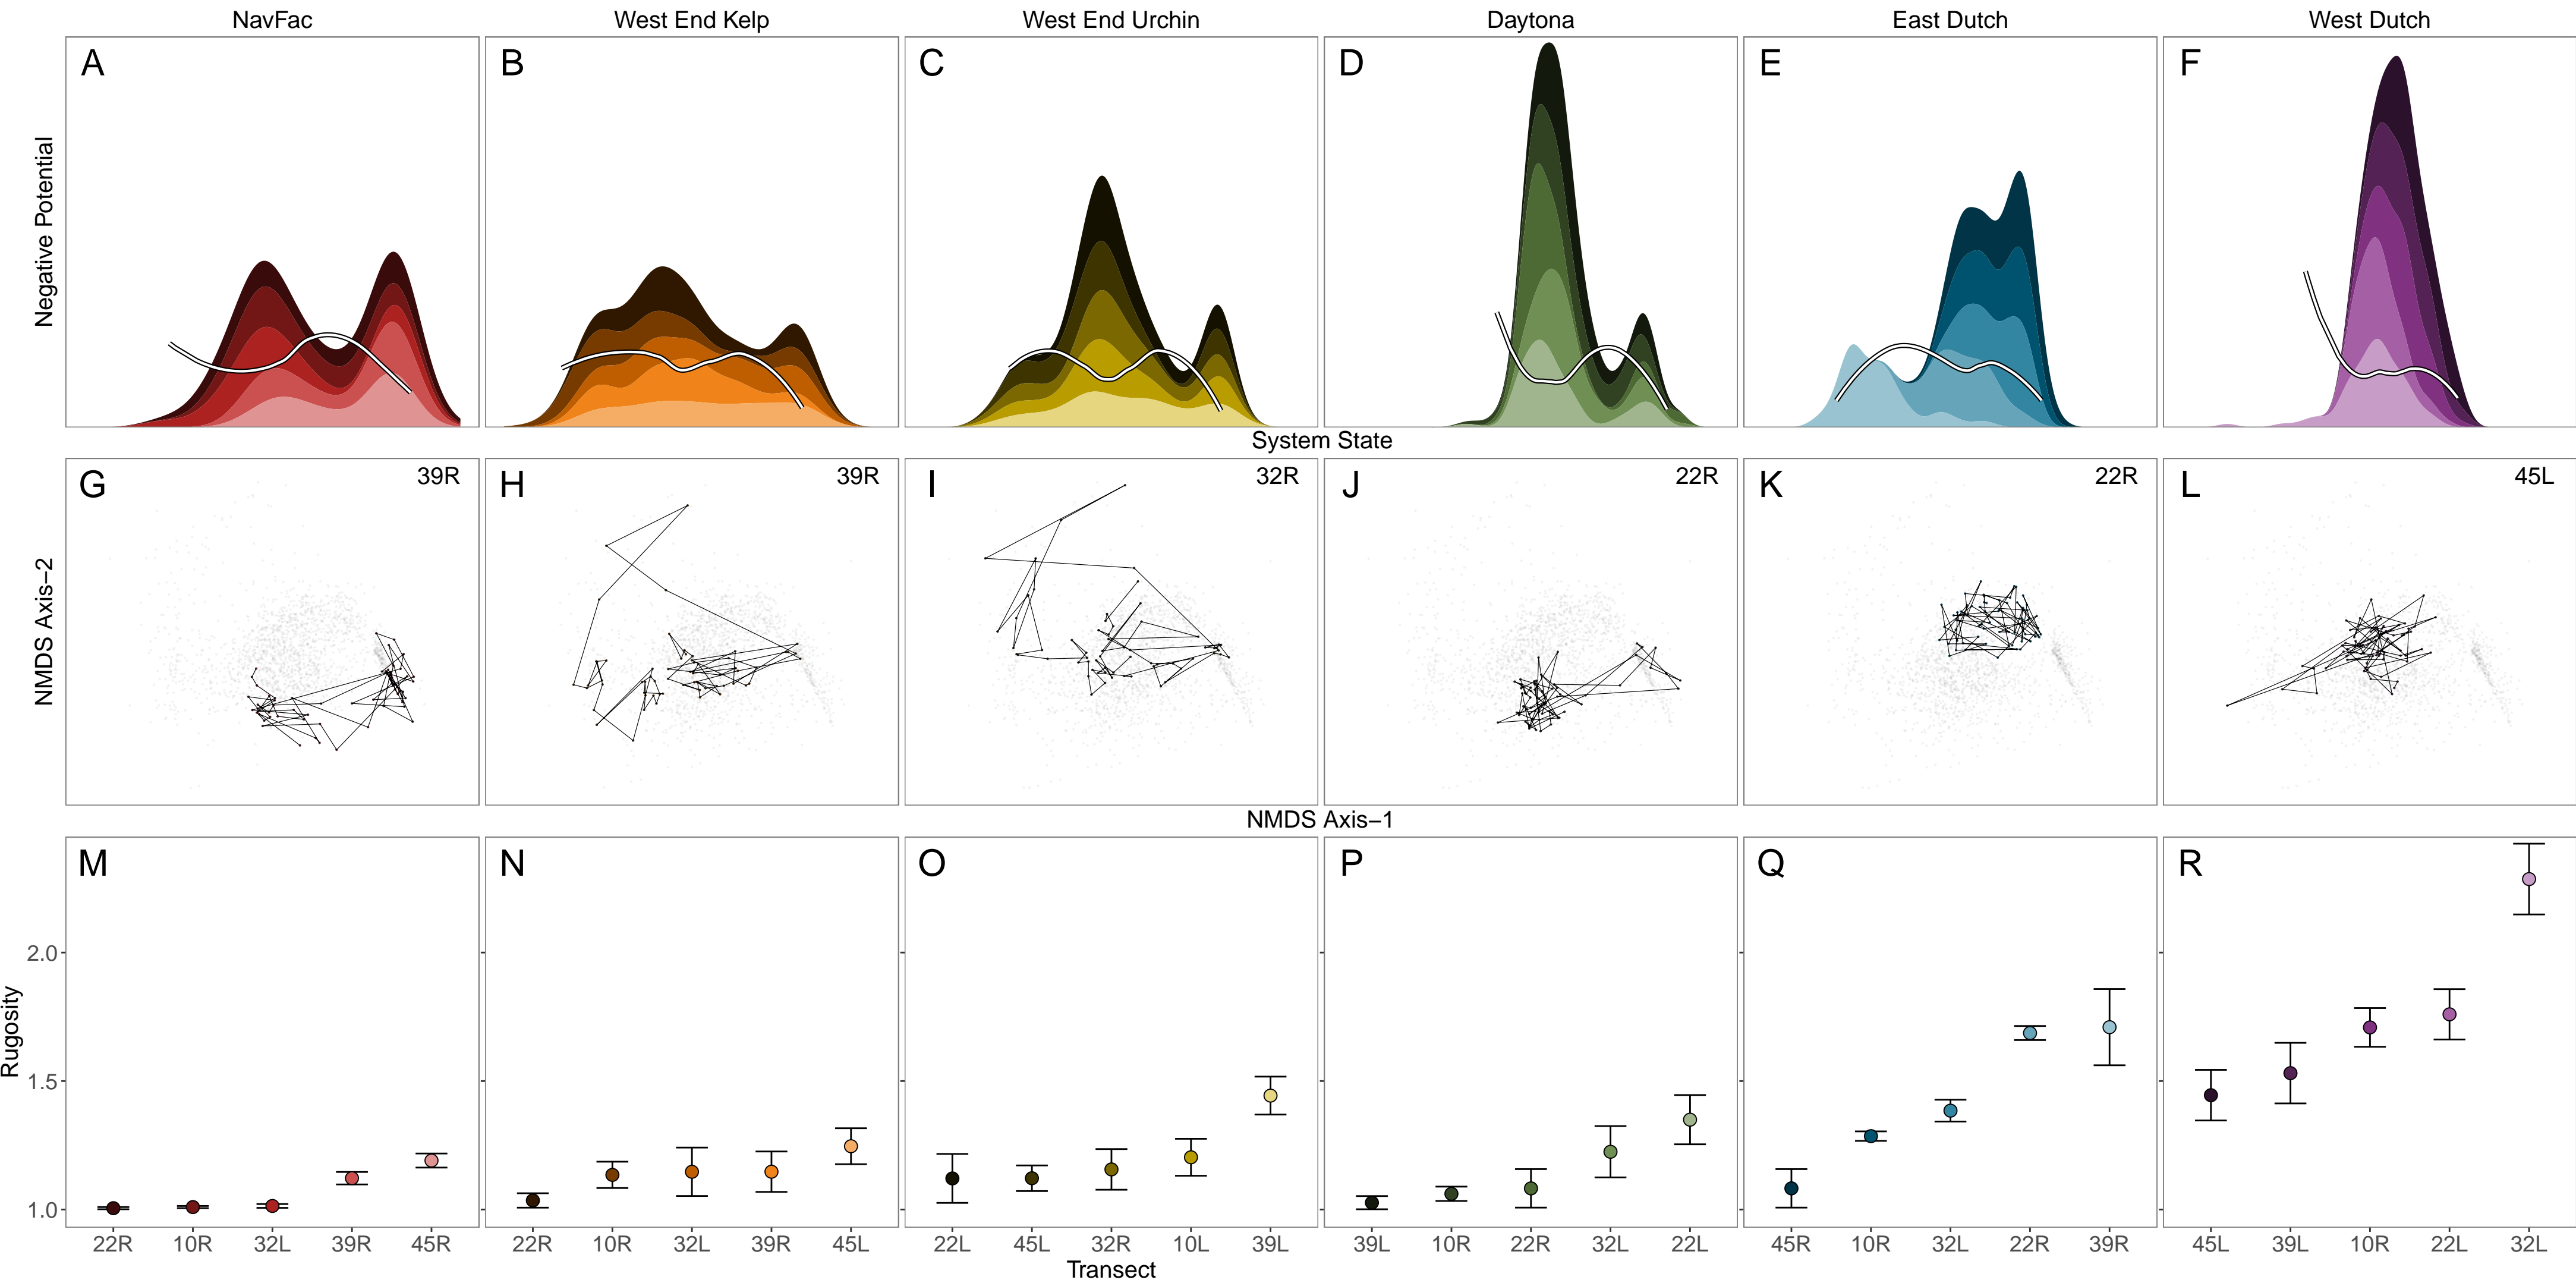 NavFac West End Kelp West End Urchin Daytona East Dutch West Dutch
A B C D E F
Negative Potential
System State
G 39R H 39R I 32R J 22R K 22R L 45L
NMDS Axis−2
NMDS Axis−1
M N O P Q R
2.0
1.5
1.0
Rugosity
22R 10R 32L 39R 45R 22R 10R 32L 39R 45L 22L 45L 32R 10L 39L 39L 10R 22R 32L 22L 45R 10R 32L 22R 39R 45L 39L 10R 22L 32L
Transect